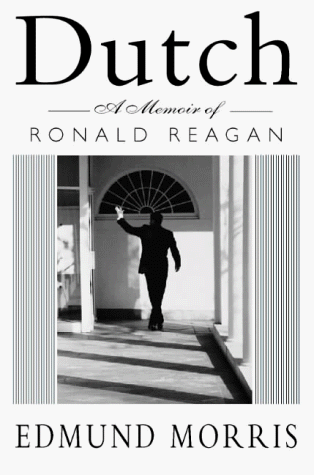 Dutch
A Memoir of
RONALD REAGAN
EDMUND MORRIS